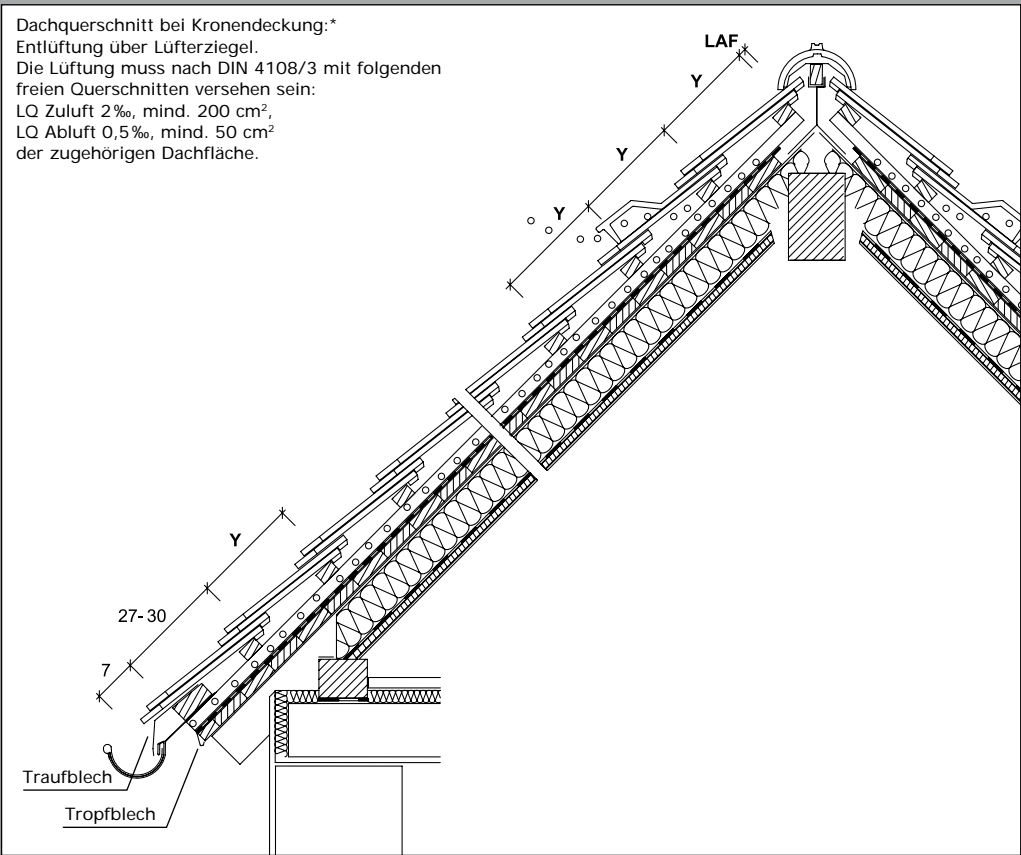 Dachquerschnitt bei Kronendeckung:*
Entlüftung über Lüfterziegel.
Die Lüftung muss nach DIN 4108/3 mit folgenden
freien Querschnitten versehen sein:
LQ Zuluft 2‰, mind. 200 cm²,
LQ Abluft 0,5‰, mind. 50 cm²
der zugehörigen Dachfläche.
LAF
Y
Y
Y
Y
27-30
7
Traufblech
Tropfblech